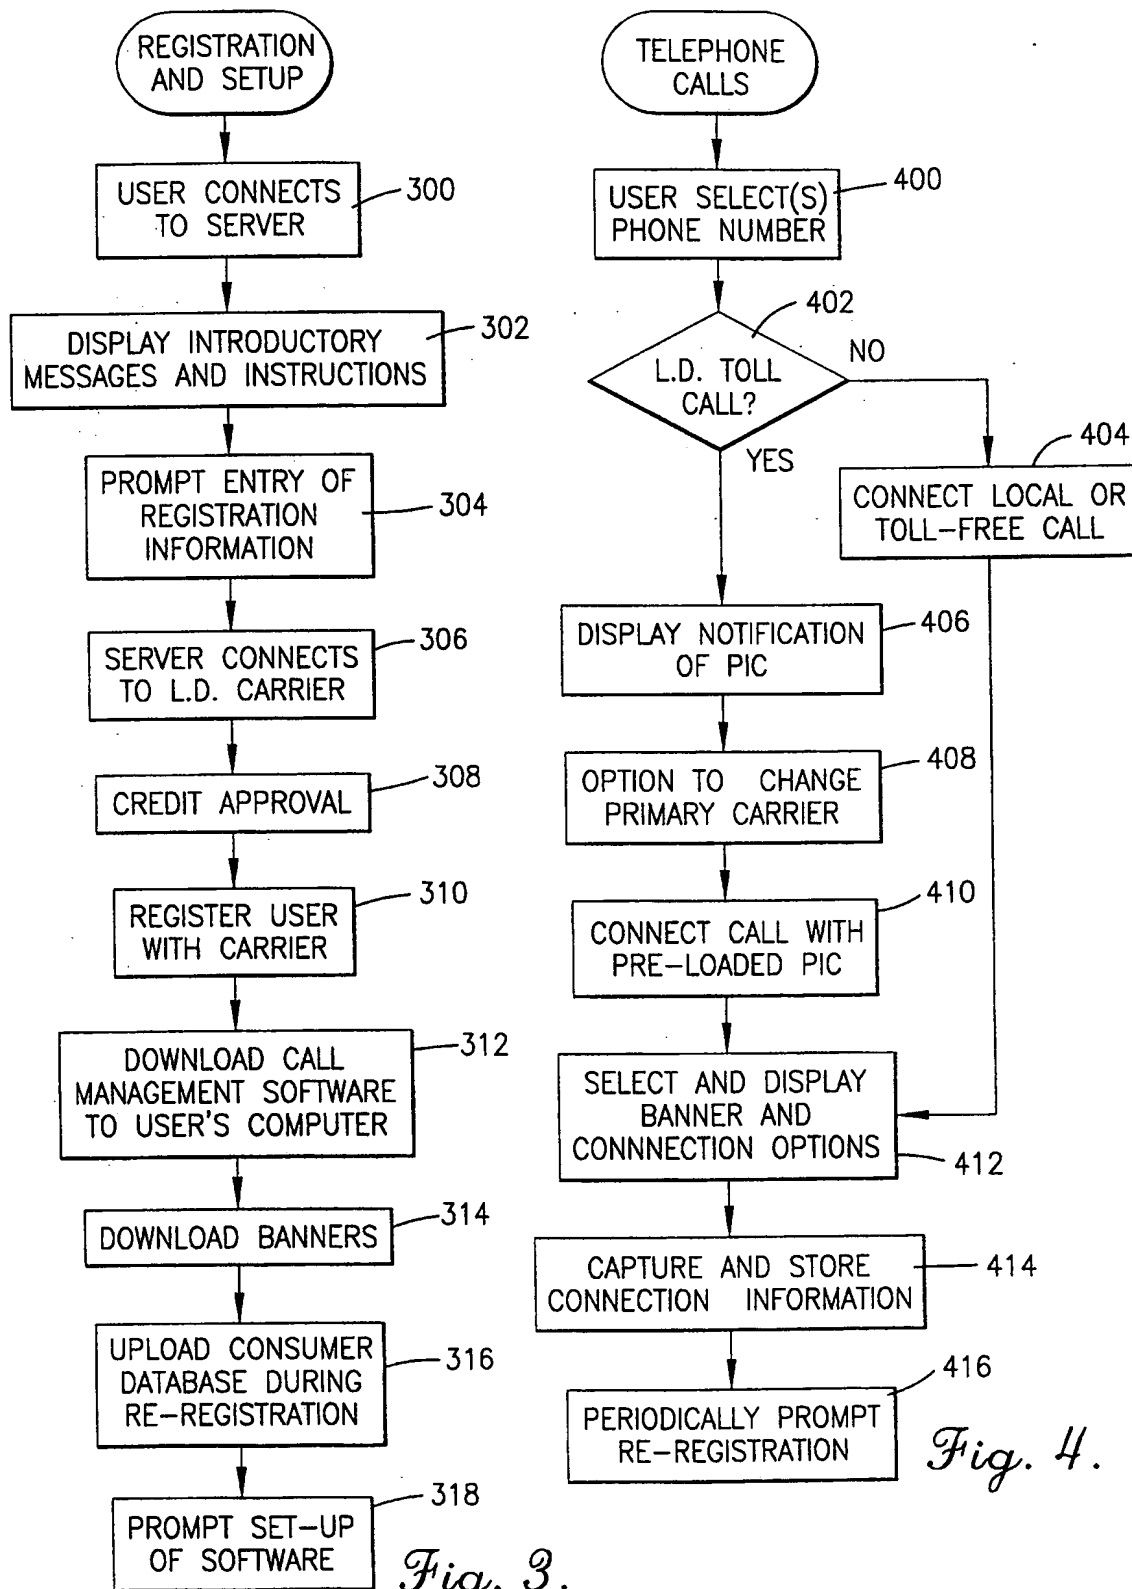 REGISTRATION
AND SETUP
USER CONNECTS
TO SERVER
300
DISPLAY INTRODUCTORY
MESSAGES AND INSTRUCTIONS
302
PROMPT ENTRY OF
REGISTRATION
INFORMATION
304
SERVER CONNECTS
TO L.D. CARRIER
306
CREDIT APPROVAL
308
REGISTER USER
WITH CARRIER
310
DOWNLOAD CALL
MANAGEMENT SOFTWARE
TO USER'S COMPUTER
312
DOWNLOAD BANNERS
314
UPLOAD CONSUMER
DATABASE DURING
RE-REGISTRATION
316
PROMPT SET-UP
OF SOFTWARE
318
Fig. 3.
TELEPHONE
CALLS
USER SELECT(S)
PHONE NUMBER
400
L.D. TOLL
CALL?
402
NO
YES
CONNECT LOCAL OR
TOLL-FREE CALL
404
DISPLAY NOTIFICATION
OF PIC
406
OPTION TO CHANGE
PRIMARY CARRIER
408
CONNECT CALL WITH
PRE-LOADED PIC
410
SELECT AND DISPLAY
BANNER AND
CONNNECTION OPTIONS
412
CAPTURE AND STORE
CONNECTION INFORMATION
414
PERIODICALLY PROMPT
RE-REGISTRATION
416
Fig. 4.